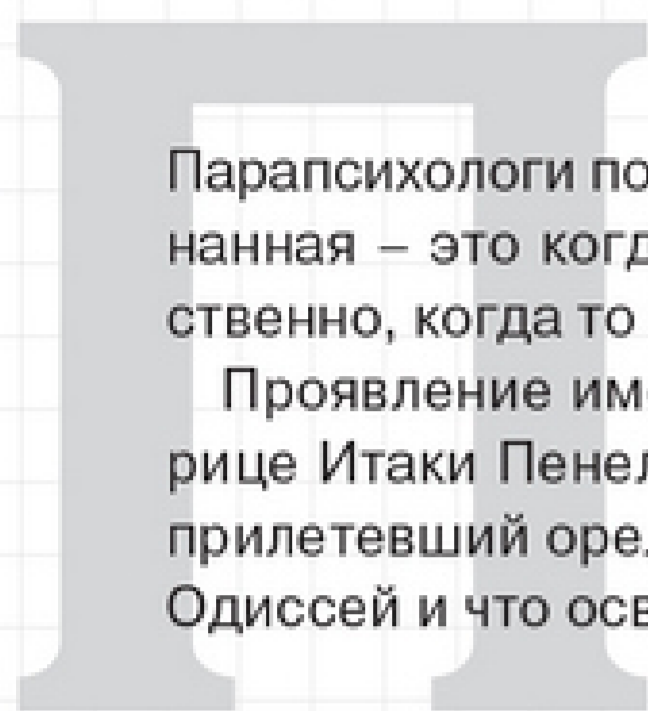 Парапсихологи по
нанная – это когд
ственно, когда то
Проявление им
рице Итаки Пенел
прилетевший оре
Одиссей и что осв